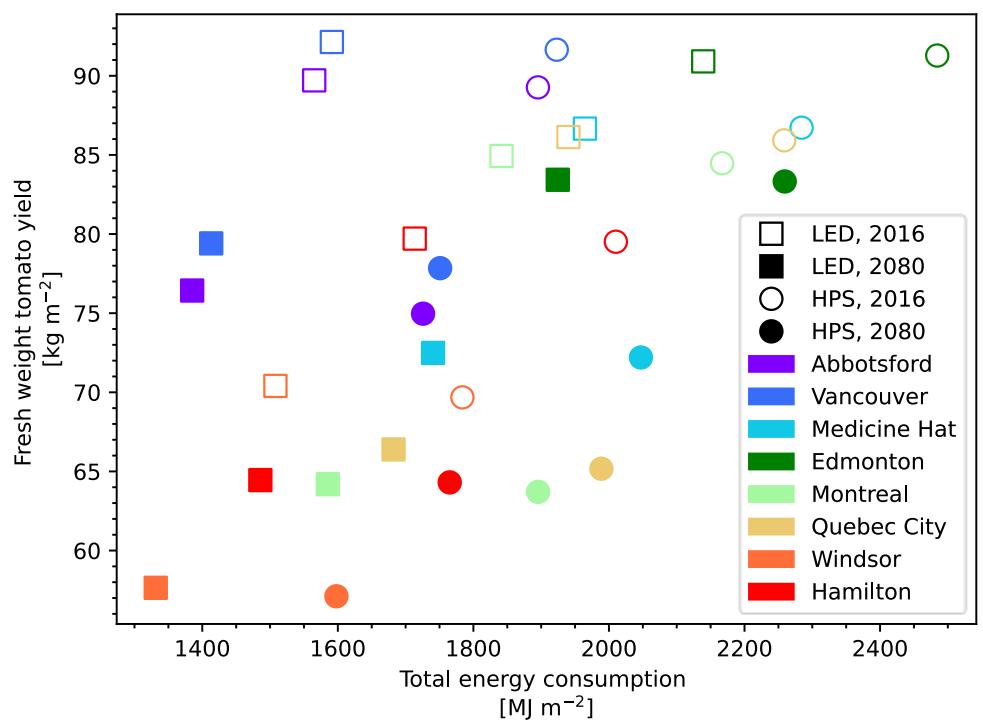 Fresh weight tomato yield
[kg m⁻²]
90
85
80
75
70
65
60
LED, 2016
LED, 2080
HPS, 2016
HPS, 2080
Abbotsford
Vancouver
Medicine Hat
Edmonton
Montreal
Quebec City
Windsor
Hamilton
1400 1600 1800 2000 2200 2400
Total energy consumption
[MJ m⁻²]